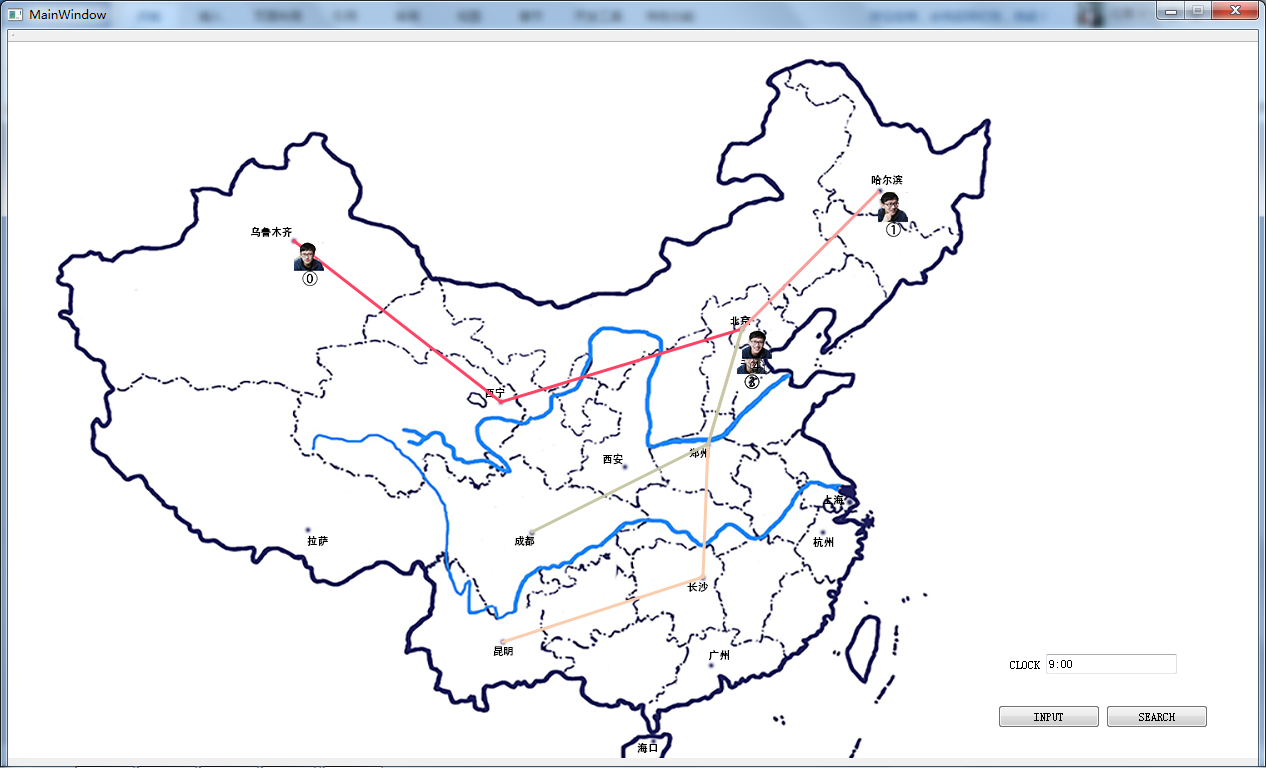 MainWindow
哈尔滨
①
乌鲁木齐
⓪
北京
西宁
郑州
西安
上海
拉萨
成都
杭州
长沙
昆明
广州
CLOCK 9:00
INPUT SEARCH
海口